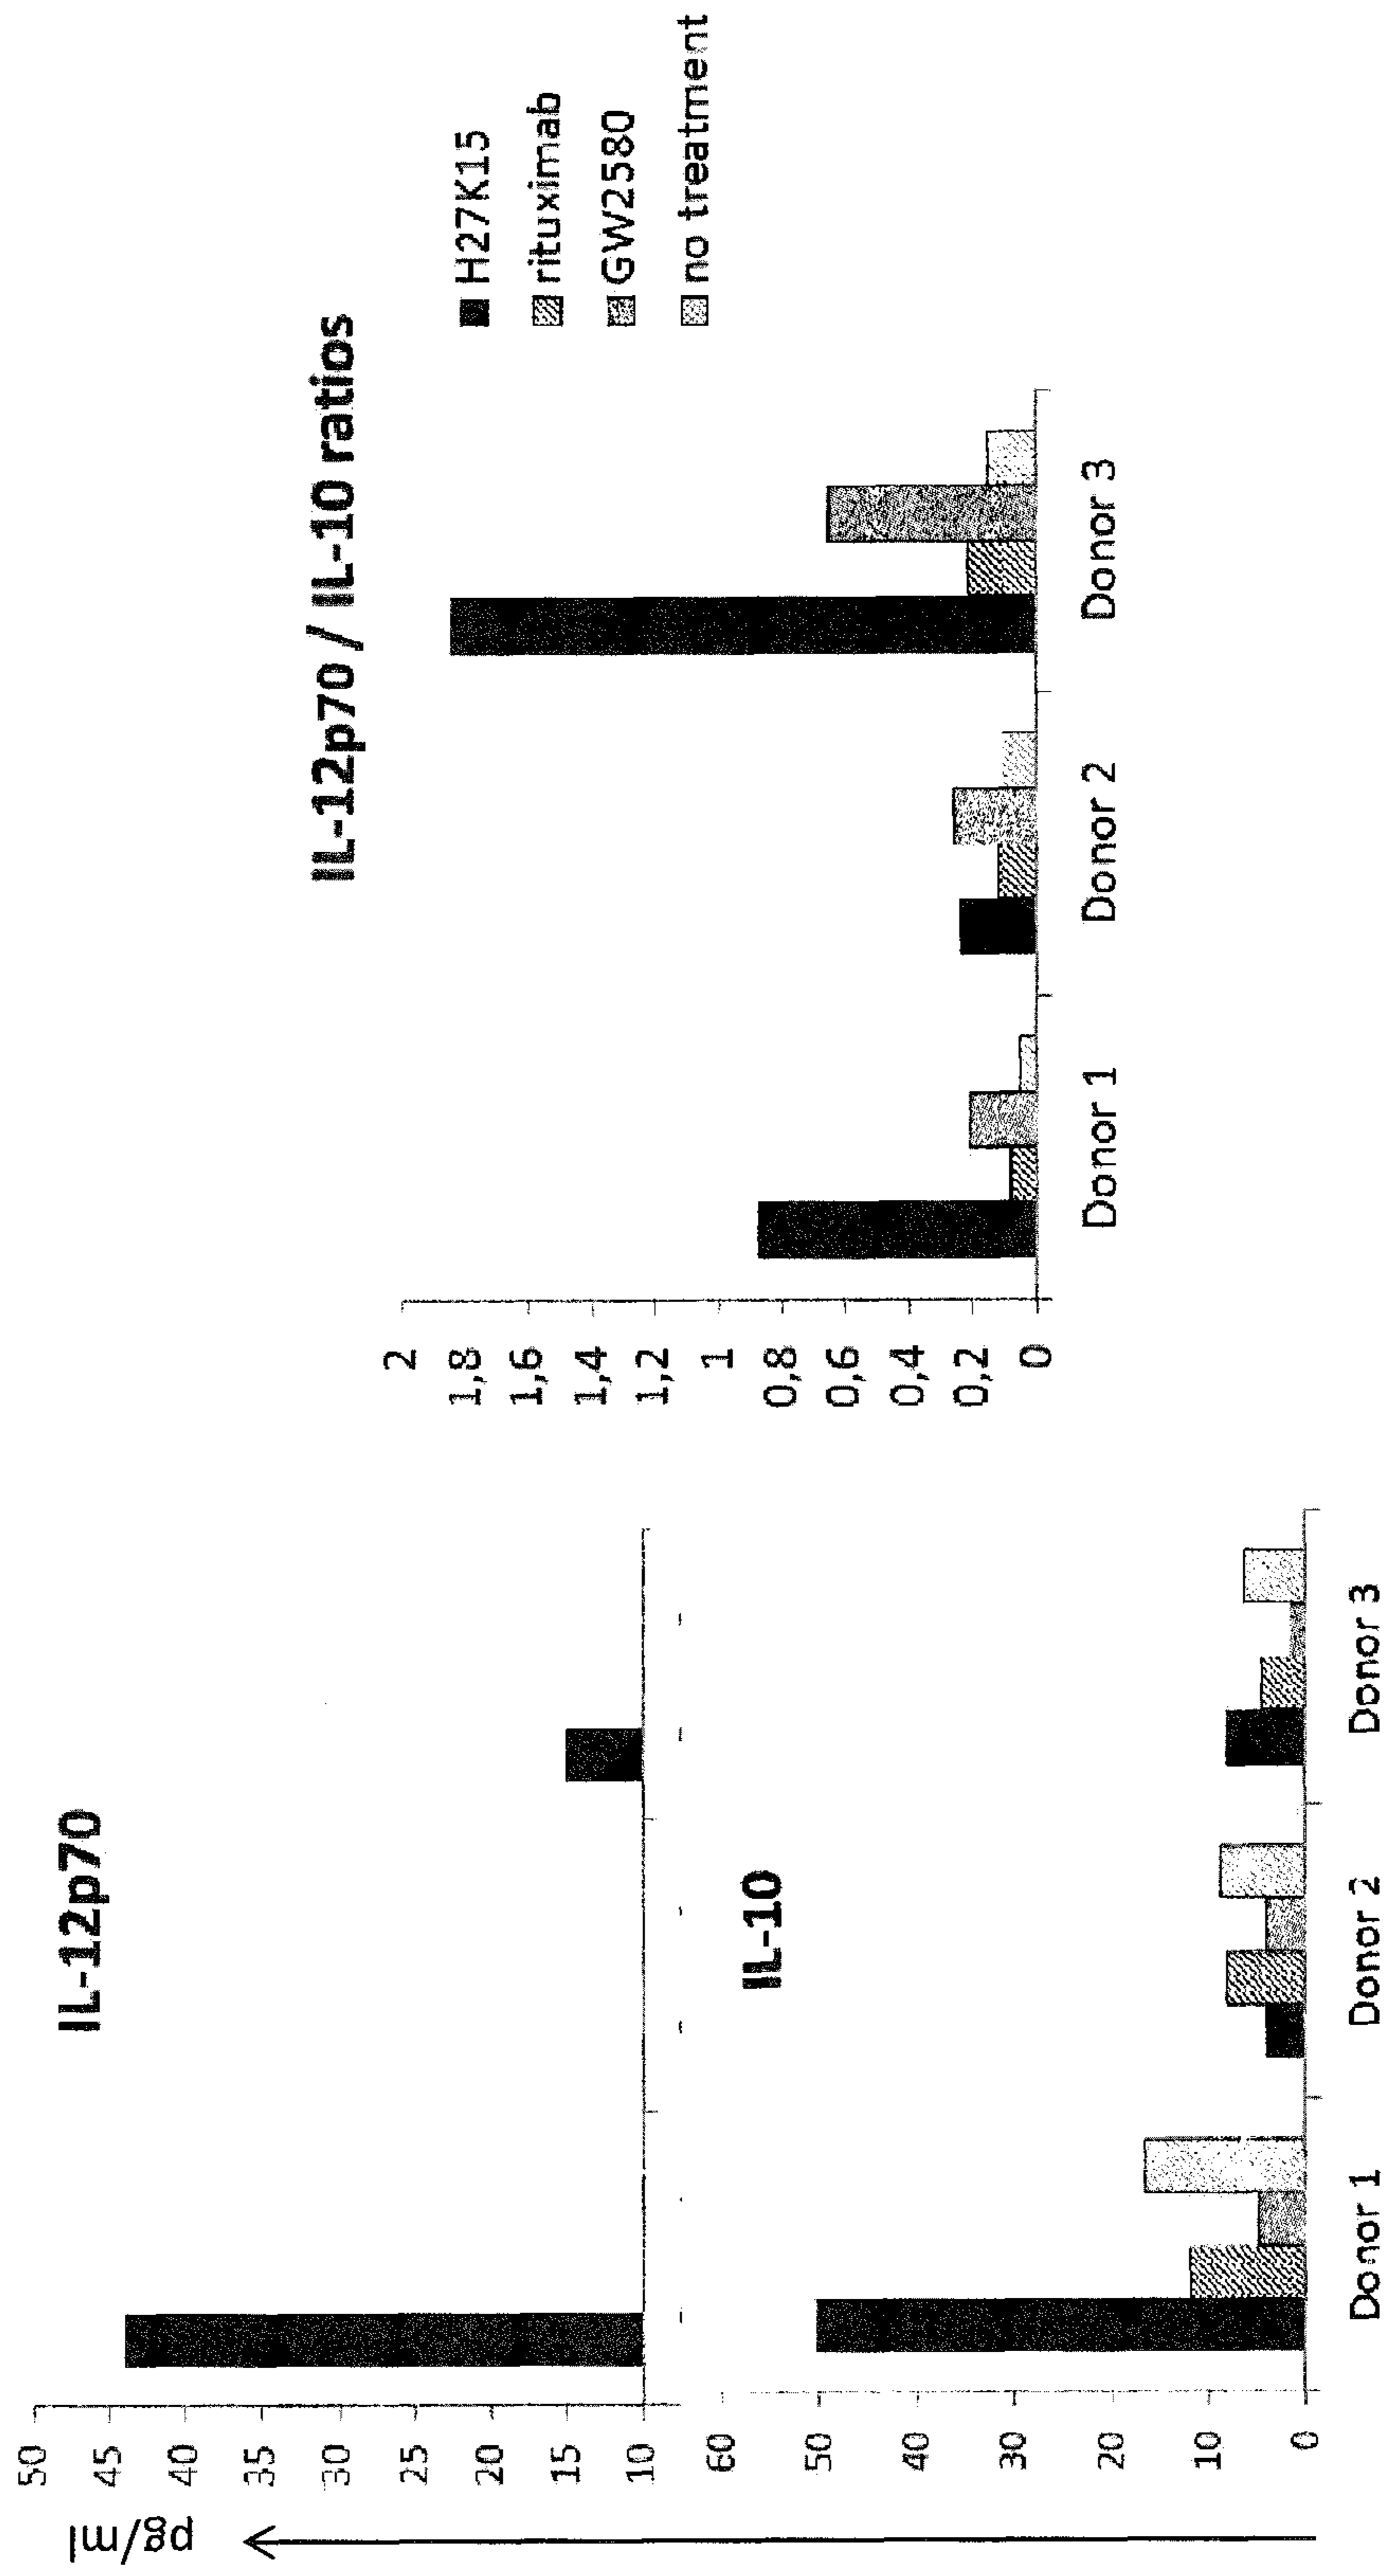 pg/ml
IL-12p70
50
45
40
35
30
25
20
15
10
IL-10
60
50
40
30
20
10
0
Donor 1
Donor 2
Donor 3
IL-12p70 / IL-10 ratios
2
1,8
1,6
1,4
1,2
1
0,8
0,6
0,4
0,2
0
Donor 1
Donor 2
Donor 3
H27K15
rituximab
GW2580
no treatment